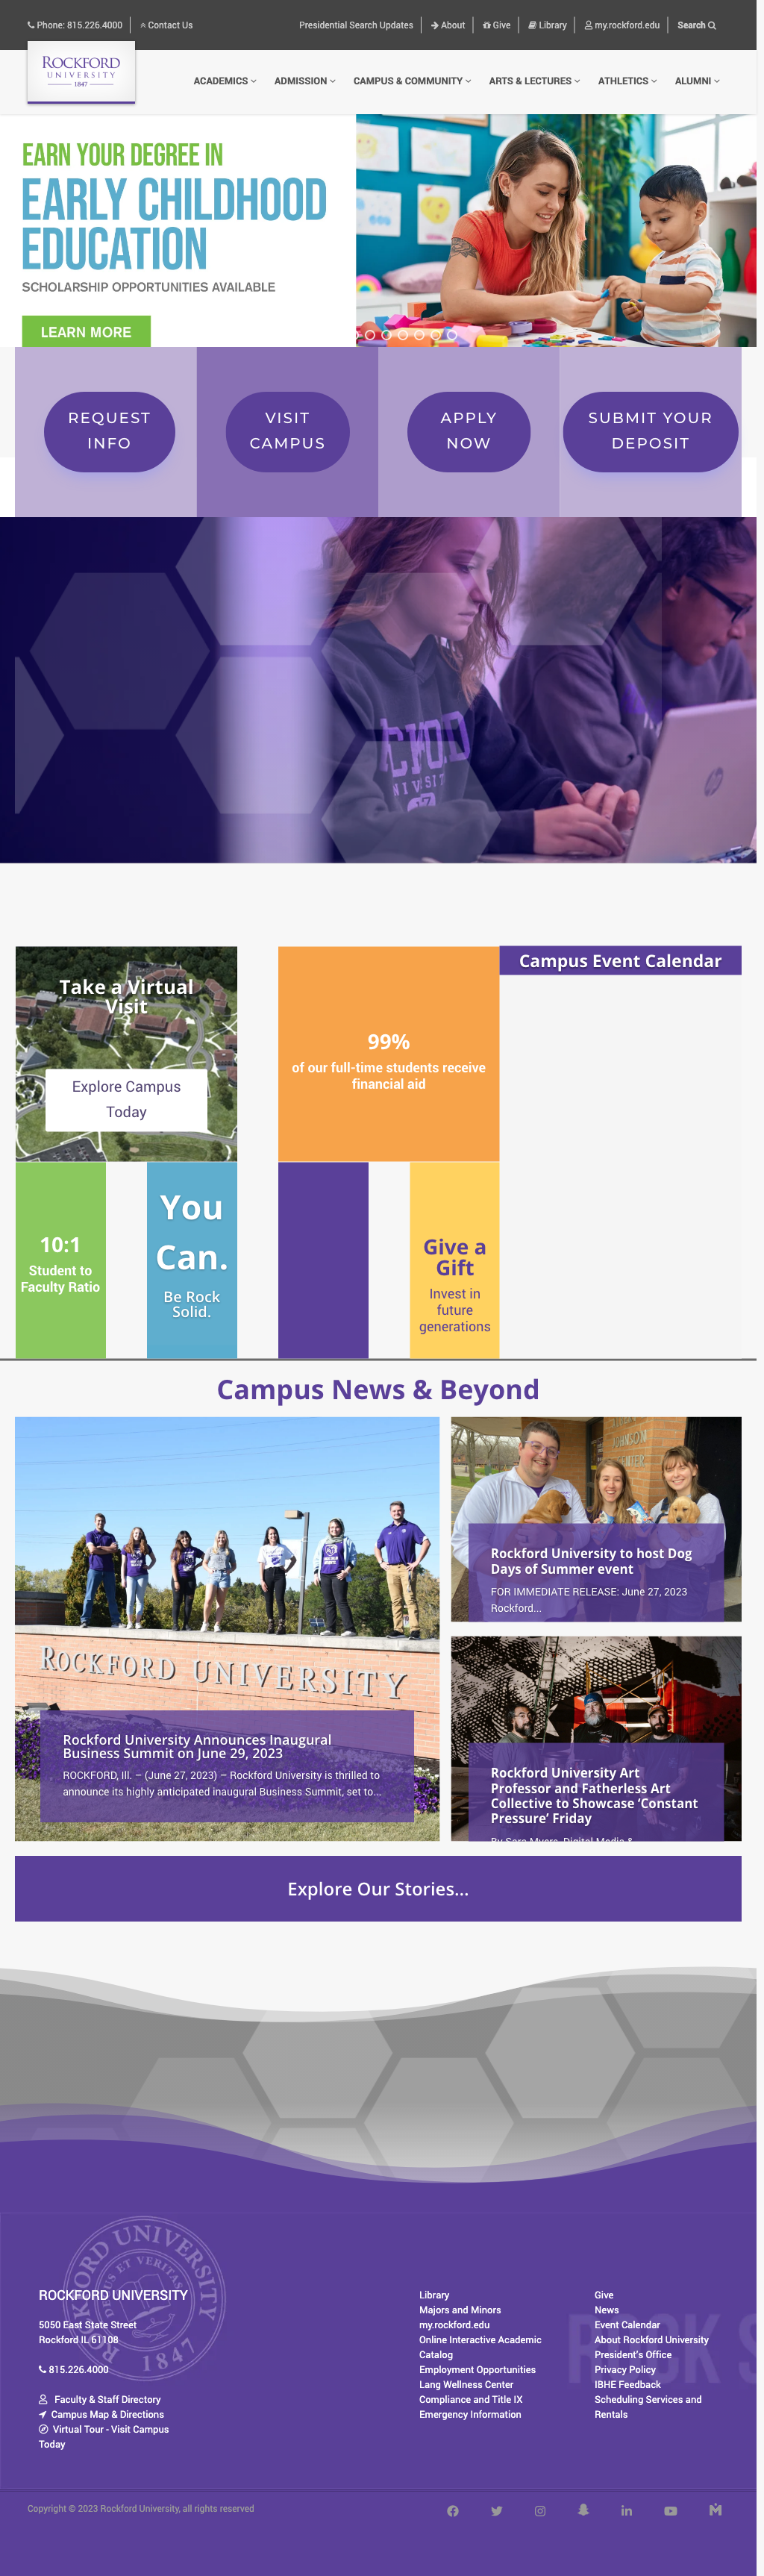 Phone: 815.226.4000
Contact Us
Presidential Search Updates
About
Give
Library
my.rockford.edu
Search
ROCKFORD
UNIVERSITY
1847
ACADEMICS
ADMISSION
CAMPUS & COMMUNITY
ARTS & LECTURES
ATHLETICS
ALUMNI
EARN YOUR DEGREE IN
EARLY CHILDHOOD
EDUCATION
SCHOLARSHIP OPPORTUNITIES AVAILABLE
LEARN MORE
REQUEST
INFO
VISIT
CAMPUS
APPLY
NOW
SUBMIT YOUR
DEPOSIT
Take a Virtual
Visit
Explore Campus
Today
99%
of our full-time students receive
financial aid
Campus Event Calendar
10:1
Student to
Faculty Ratio
You
Can.
Be Rock
Solid.
Give a
Gift
Invest in
future
generations
Campus News & Beyond
ROCKFORD UNIVERSITY
Rockford University Announces Inaugural
Business Summit on June 29, 2023
ROCKFORD, Ill. – (June 27, 2023) – Rockford University is thrilled to
announce its highly anticipated inaugural Business Summit, set to...
Rockford University to host Dog
Days of Summer event
FOR IMMEDIATE RELEASE: June 27, 2023
Rockford...
Rockford University Art
Professor and Fatherless Art
Collective to Showcase ‘Constant
Pressure’ Friday
By Sara Myers, Digital Media &
Explore Our Stories...
ROCKFORD UNIVERSITY
5050 East State Street
Rockford IL 61108
815.226.4000
Faculty & Staff Directory
Campus Map & Directions
Virtual Tour - Visit Campus
Today
1847
Library
Majors and Minors
my.rockford.edu
Online Interactive Academic
Catalog
Employment Opportunities
Lang Wellness Center
Compliance and Title IX
Emergency Information
Give
News
Event Calendar
About Rockford University
President's Office
Privacy Policy
IBHE Feedback
Scheduling Services and
Rentals
Copyright © 2023 Rockford University, all rights reserved